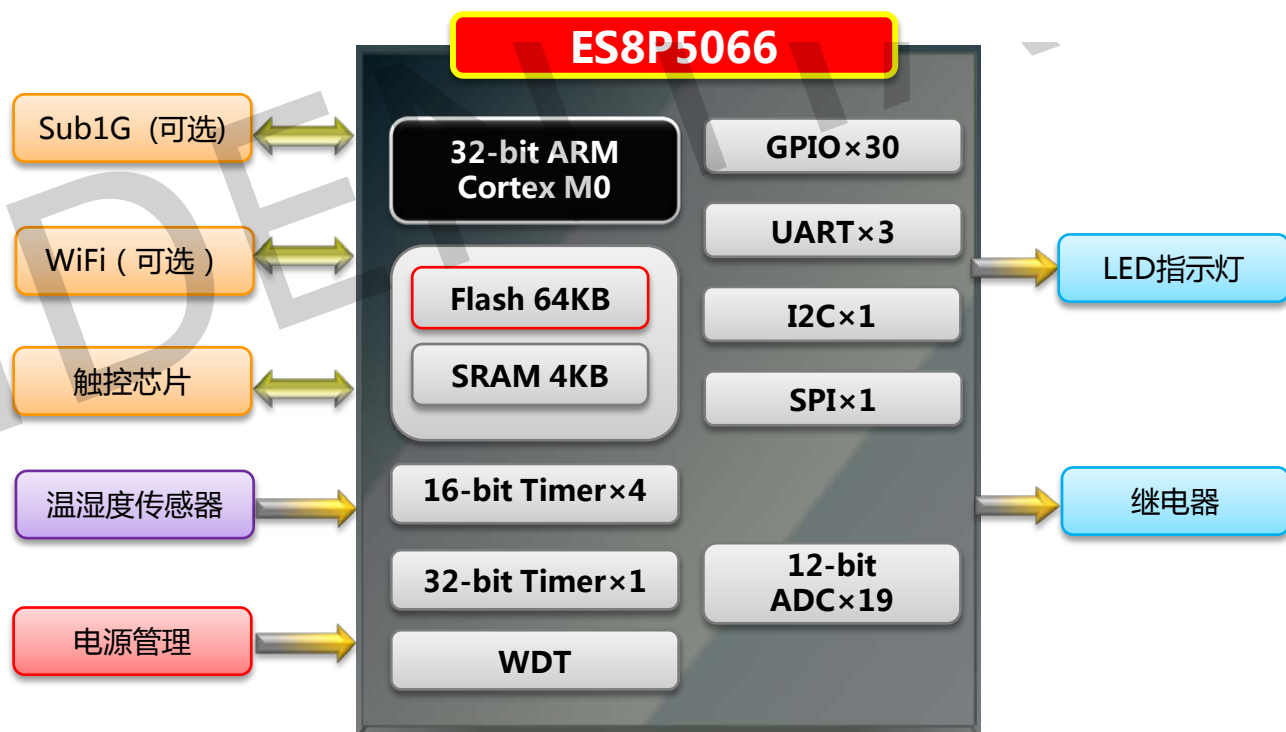 ES8P5066
Sub1G (可选)
WiFi（可选）
触控芯片
温湿度传感器
电源管理
32-bit ARM
Cortex M0
Flash 64KB
SRAM 4KB
16-bit Timer×4
32-bit Timer×1
WDT
GPIO×30
UART×3
I2C×1
SPI×1
12-bit
ADC×19
LED指示灯
继电器